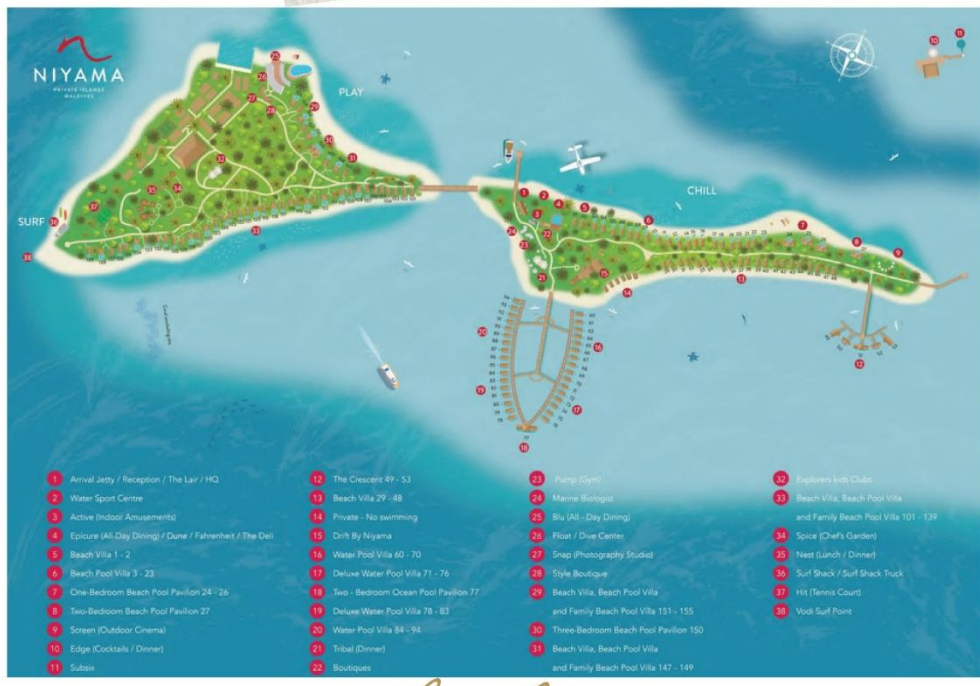 NIYAMA
PRIVATE ISLANDS
MALDIVES
PLAY
CHILL
SURF
1 Arrival Jetty / Reception / The Lair / HQ
2 Water Sport Centre
3 Active (Indoor Amusements)
4 Epicure (All-Day Dining) / Dune / Fahrenheit / The Deli
5 Beach Villa 1 - 2
6 Beach Pool Villa 3 - 23
7 One-Bedroom Beach Pool Pavilion 24 - 26
8 Two-Bedroom Beach Pool Pavilion 27
9 Screen (Outdoor Cinema)
10 Edge (Cocktails / Dinner)
11 Subsix
12 The Crescent 49 - 53
13 Beach Villa 29 - 48
14 Private - No swimming
15 Drift By Niyama
16 Water Pool Villa 60 - 70
17 Deluxe Water Pool Villa 71 - 76
18 Two - Bedroom Ocean Pool Pavilion 77
19 Deluxe Water Pool Villa 78 - 83
20 Water Pool Villa 84 - 94
21 Tribal (Dinner)
22 Boutiques
23 Pump (Gym)
24 Marine Biologist
25 Blu (All - Day Dining)
26 Float / Dive Center
27 Snap (Photography Studio)
28 Style Boutique
29 Beach Villa, Beach Pool Villa
and Family Beach Pool Villa 151 - 155
30 Three-Bedroom Beach Pool Pavilion 150
31 Beach Villa, Beach Pool Villa
and Family Beach Pool Villa 147 - 149
32 Explorers kids Clubs
33 Beach Villa, Beach Pool Villa
and Family Beach Pool Villa 101 - 139
34 Spice (Chef's Garden)
35 Nest (Lunch / Dinner)
36 Surf Shack / Surf Shack Truck
37 Hit (Tennis Court)
38 Vodi Surf Point